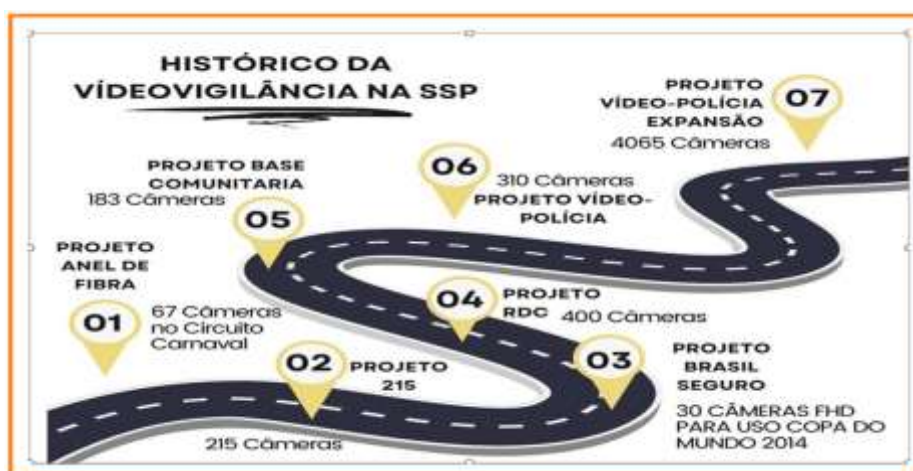 HISTÓRICO DA
VÍDEOVIGILÂNCIA NA SSP
01
PROJETO
ANEL DE
FIBRA
67 Câmeras
no Circuito
Carnaval
02
PROJETO
215
215 Câmeras
03
PROJETO
BRASIL
SEGURO
30 CÂMERAS FHD
PARA USO COPA DO
MUNDO 2014
04
PROJETO
RDC
400 Câmeras
05
PROJETO BASE
COMUNITARIA
183 Câmeras
06
310 Câmeras
PROJETO VÍDEO-
POLÍCIA
07
PROJETO
VÍDEO-POLÍCIA
EXPANSÃO
4065 Câmeras